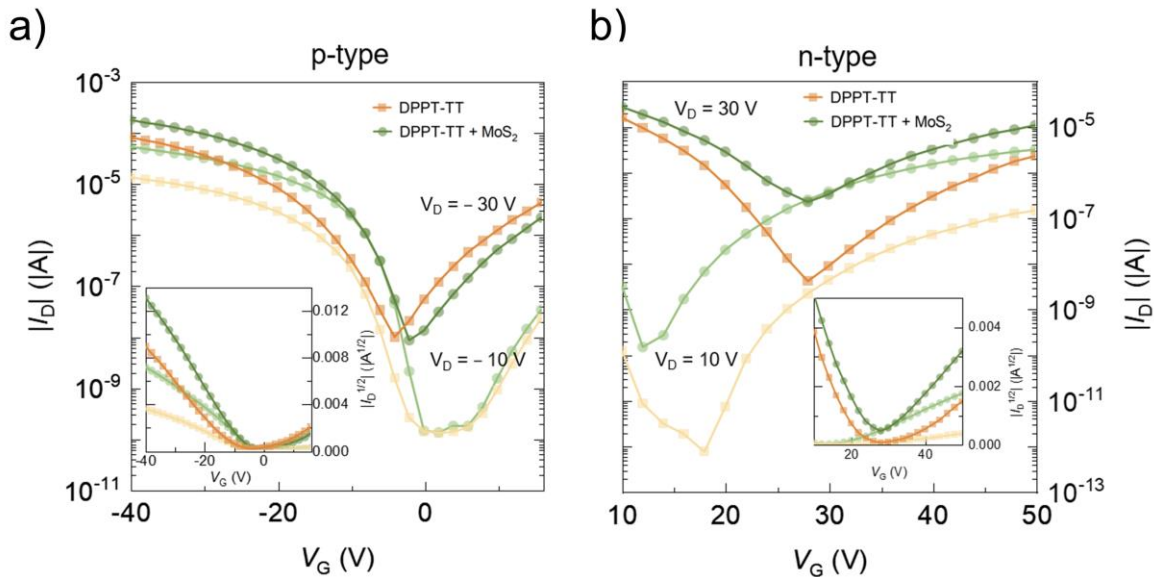 a)
p-type
10⁻³
10⁻⁵
10⁻⁷
10⁻⁹
10⁻¹¹
|I_D| (|A|)
DPPT-TT
DPPT-TT + MoS₂
V_D = – 30 V
V_D = – 10 V
0.012
0.008
0.004
0.000
|I_D^1/2| (|A^1/2|)
-40 -20 0
V_G (V)
-40 -20 0
V_G (V)
b)
n-type
V_D = 30 V
DPPT-TT
DPPT-TT + MoS₂
V_D = 10 V
0.004
0.002
0.000
|I_D^1/2| (|A^1/2|)
20 40
V_G (V)
10⁻⁵
10⁻⁷
10⁻⁹
10⁻¹¹
10⁻¹³
|I_D| (|A|)
10 20 30 40 50
V_G (V)